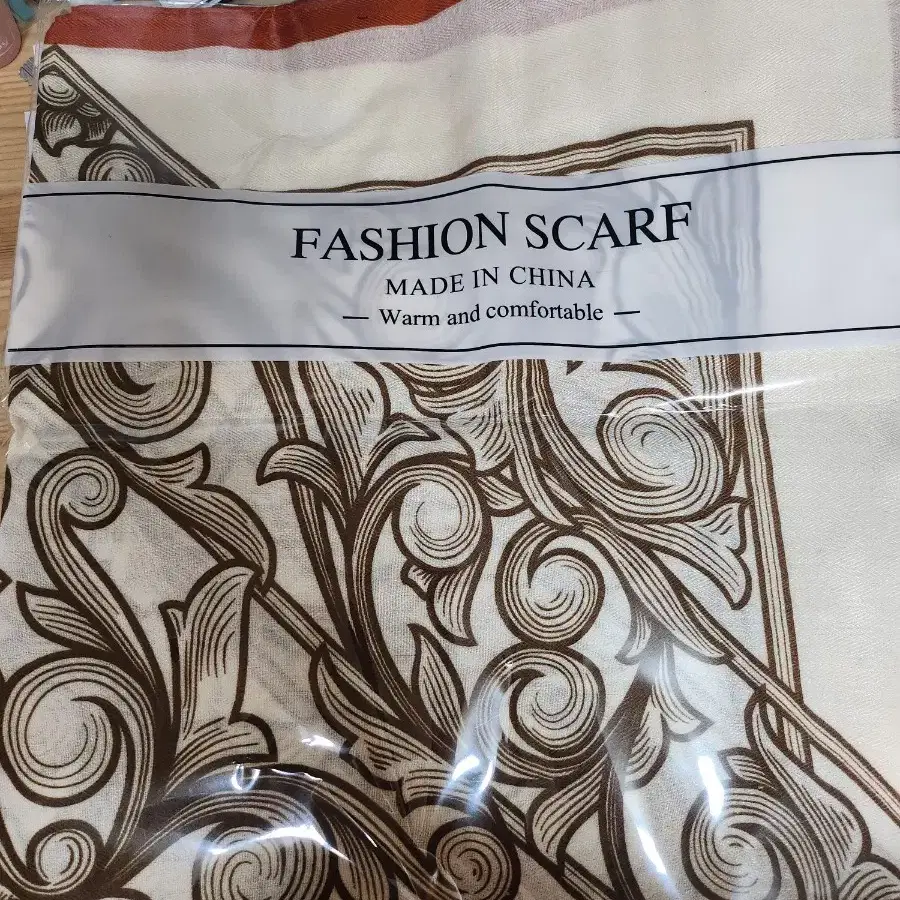 FASHION SCARF
MADE IN CHINA
— Warm and comfortable —